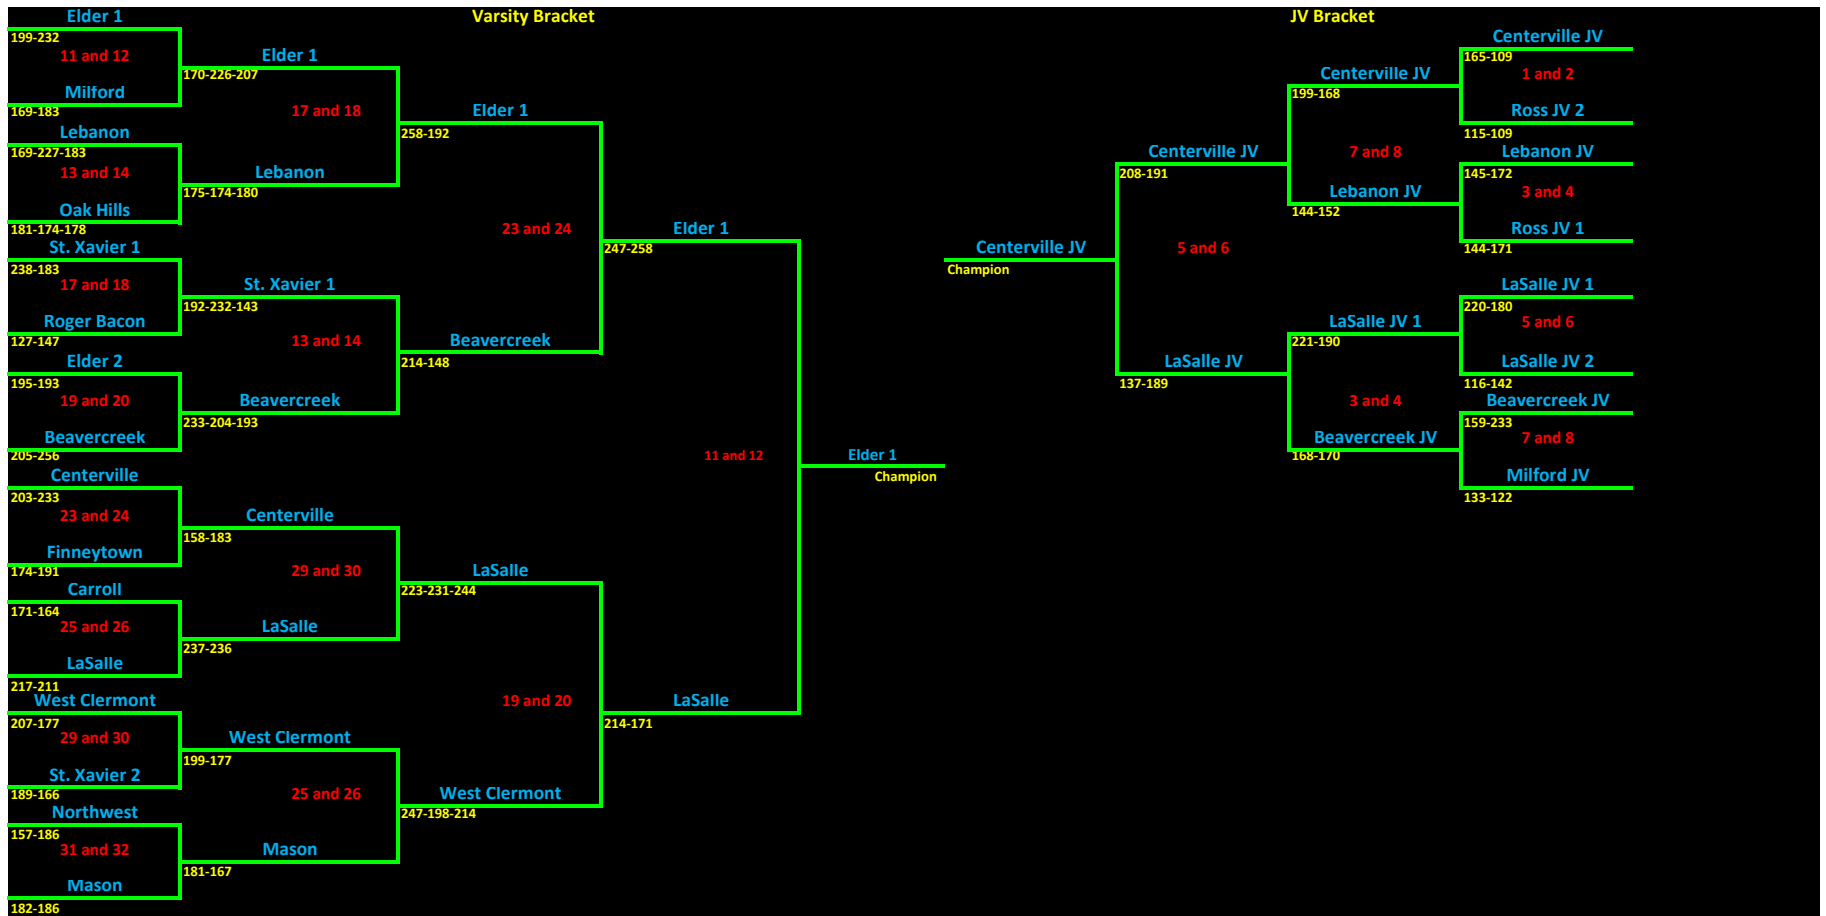 Varsity Bracket
Elder 1
199-232
11 and 12
Milford
169-183
Lebanon
169-227-183
13 and 14
Oak Hills
181-174-178
St. Xavier 1
238-183
17 and 18
Roger Bacon
127-147
Elder 2
195-193
19 and 20
Beavercreek
205-256
Centerville
203-233
23 and 24
Finneytown
174-191
Carroll
171-164
25 and 26
LaSalle
217-211
West Clermont
207-177
29 and 30
St. Xavier 2
189-166
Northwest
157-186
31 and 32
Mason
182-186
Elder 1
170-226-207
17 and 18
Lebanon
175-174-180
St. Xavier 1
192-232-143
13 and 14
Beavercreek
233-204-193
Centerville
158-183
29 and 30
LaSalle
237-236
West Clermont
199-177
25 and 26
Mason
181-167
Elder 1
258-192
23 and 24
Beavercreek
214-148
LaSalle
223-231-244
19 and 20
West Clermont
247-198-214
Elder 1
247-258
11 and 12
LaSalle
214-171
Elder 1
Champion
JV Bracket
Centerville JV
Champion
Centerville JV
208-191
5 and 6
LaSalle JV
137-189
Centerville JV
199-168
7 and 8
Lebanon JV
144-152
LaSalle JV 1
221-190
3 and 4
Beavercreek JV
168-170
Centerville JV
165-109
1 and 2
Ross JV 2
115-109
Lebanon JV
145-172
3 and 4
Ross JV 1
144-171
LaSalle JV 1
220-180
5 and 6
LaSalle JV 2
116-142
Beavercreek JV
159-233
7 and 8
Milford JV
133-122